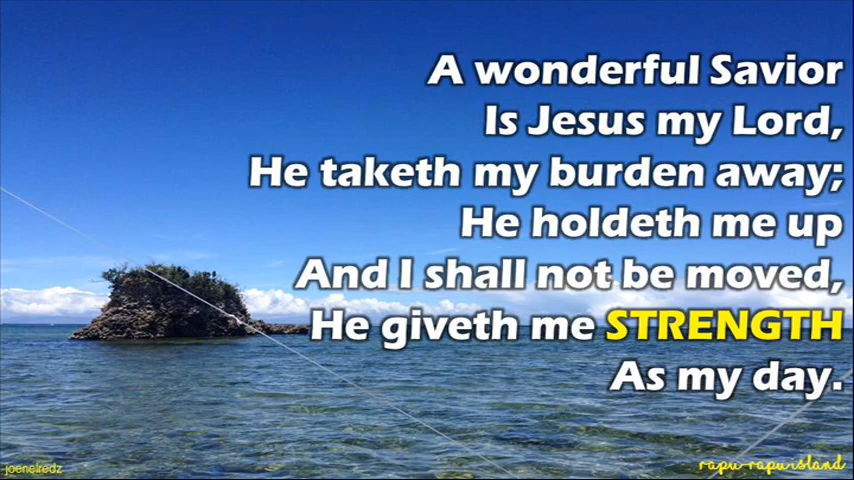 A wonderful Savior
Is Jesus my Lord,
He taketh my burden away;
He holdeth me up
And I shall not be moved,
He giveth me STRENGTH
As my day.
joenelredz
rapu-rapu island